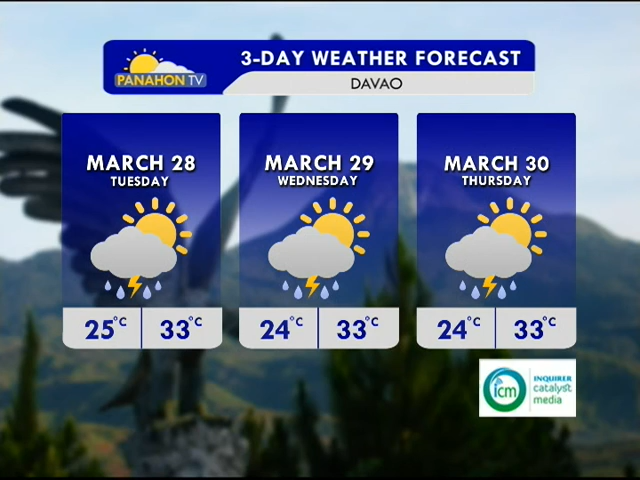 PANAHON TV
3-DAY WEATHER FORECAST
DAVAO
MARCH 28
TUESDAY
25°C 33°C
MARCH 29
WEDNESDAY
24°C 33°C
MARCH 30
THURSDAY
24°C 33°C
icm
INQUIRER
catalyst
media